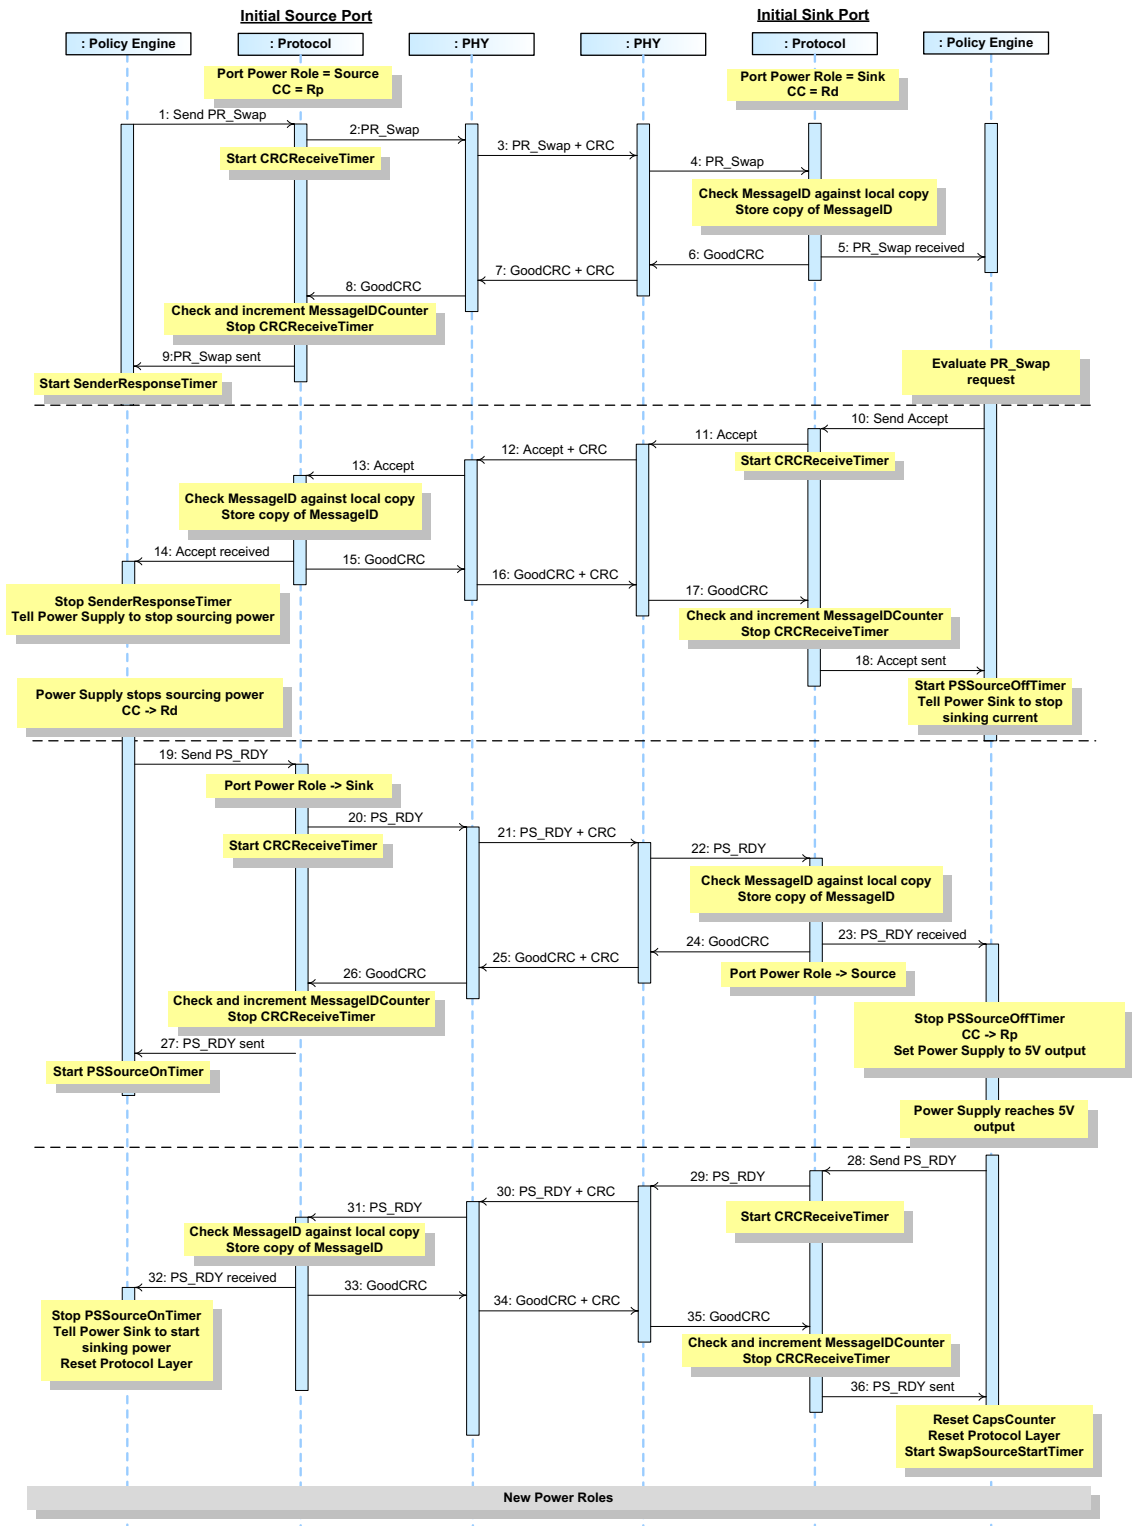 Initial Source Port
Initial Sink Port
: Policy Engine
: Protocol
: PHY
: PHY
: Protocol
: Policy Engine
Port Power Role = Source
CC = Rp
Port Power Role = Sink
CC = Rd
1: Send PR_Swap
2:PR_Swap
Start CRCReceiveTimer
3: PR_Swap + CRC
4: PR_Swap
Check MessageID against local copy
Store copy of MessageID
5: PR_Swap received
6: GoodCRC
7: GoodCRC + CRC
8: GoodCRC
Check and increment MessageIDCounter
Stop CRCReceiveTimer
9:PR_Swap sent
Start SenderResponseTimer
Evaluate PR_Swap
request
10: Send Accept
11: Accept
Start CRCReceiveTimer
12: Accept + CRC
13: Accept
Check MessageID against local copy
Store copy of MessageID
14: Accept received
15: GoodCRC
16: GoodCRC + CRC
17: GoodCRC
Stop SenderResponseTimer
Tell Power Supply to stop sourcing power
Check and increment MessageIDCounter
Stop CRCReceiveTimer
18: Accept sent
Start PSSourceOffTimer
Tell Power Sink to stop
sinking current
Power Supply stops sourcing power
CC -> Rd
19: Send PS_RDY
Port Power Role -> Sink
20: PS_RDY
Start CRCReceiveTimer
21: PS_RDY + CRC
22: PS_RDY
Check MessageID against local copy
Store copy of MessageID
23: PS_RDY received
24: GoodCRC
Port Power Role -> Source
25: GoodCRC + CRC
26: GoodCRC
Check and increment MessageIDCounter
Stop CRCReceiveTimer
Stop PSSourceOffTimer
CC -> Rp
Set Power Supply to 5V output
27: PS_RDY sent
Start PSSourceOnTimer
Power Supply reaches 5V
output
28: Send PS_RDY
29: PS_RDY
Start CRCReceiveTimer
30: PS_RDY + CRC
31: PS_RDY
Check MessageID against local copy
Store copy of MessageID
32: PS_RDY received
33: GoodCRC
34: GoodCRC + CRC
35: GoodCRC
Stop PSSourceOnTimer
Tell Power Sink to start
sinking power
Reset Protocol Layer
Check and increment MessageIDCounter
Stop CRCReceiveTimer
36: PS_RDY sent
Reset CapsCounter
Reset Protocol Layer
Start SwapSourceStartTimer
New Power Roles